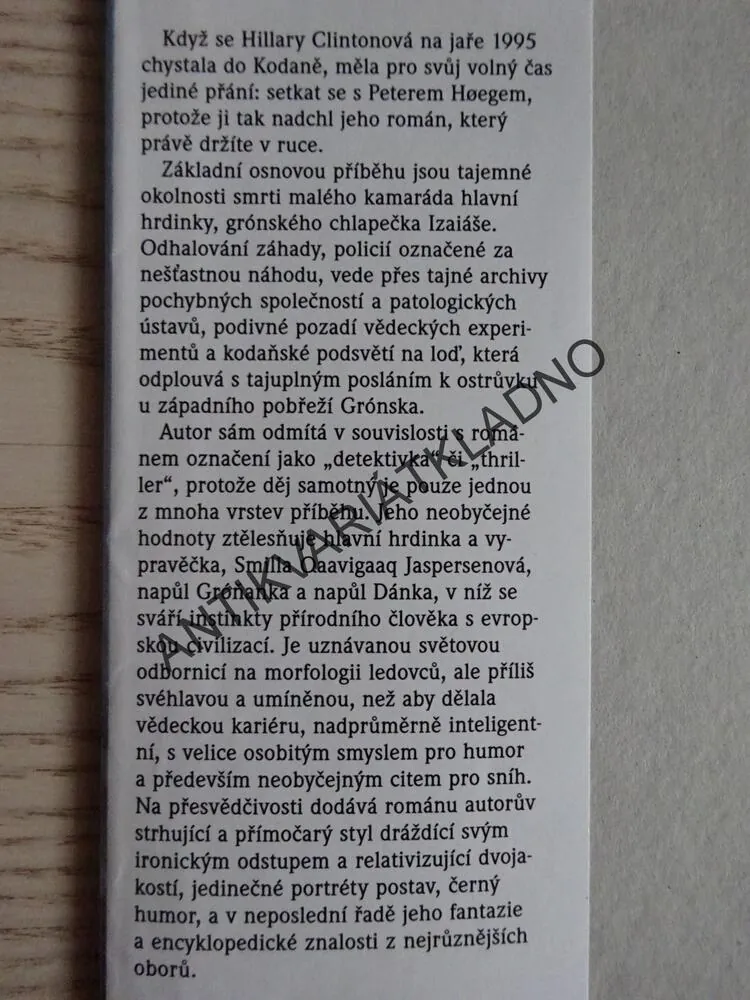 Když se Hillary Clintonová na jaře 1995
chystala do Kodaně, měla pro svůj volný čas
jediné přání: setkat se s Peterem Høegem,
protože ji tak nadchl jeho román, který
právě držíte v ruce.
Základní osnovou příběhu jsou tajemné
okolnosti smrti malého kamaráda hlavní
hrdinky, grónského chlapečka Izaiáše.
Odhalování záhady, policií označené za
nešťastnou náhodu, vede přes tajné archivy
pochybných společností a patologických
ústavů, podivné pozadí vědeckých experi-
mentů a kodaňské podsvětí na loď, která
odplouvá s tajuplným posláním k ostrůvku
u západního pobřeží Grónska.
Autor sám odmítá v souvislosti s romá-
nem označení jako „detektivka“ či „thril-
ler“, protože děj samotný je pouze jednou
z mnoha vrstev příběhu. Jeho neobyčejné
hodnoty ztělesňuje hlavní hrdinka a vy-
pravěčka, Smilla Qaavigaaq Jaspersenová,
napůl Gróňanka a napůl Dánka, v níž se
sváří instinkty přírodního člověka s evrop-
skou civilizací. Je uznávanou světovou
odbornicí na morfologii ledovců, ale příliš
svéhlavou a umíněnou, než aby dělala
vědeckou kariéru, nadprůměrně inteligent-
ní, s velice osobitým smyslem pro humor
a především neobyčejným citem pro sníh.
Na přesvědčivosti dodává románu autorův
strhující a přímočarý styl dráždící svým
ironickým odstupem a relativizující dvoja-
kostí, jedinečné portréty postav, černý
humor, a v neposlední řadě jeho fantazie
a encyklopedické znalosti z nejrůznějších
oborů.
ANTIKVARIÁTKLADNO